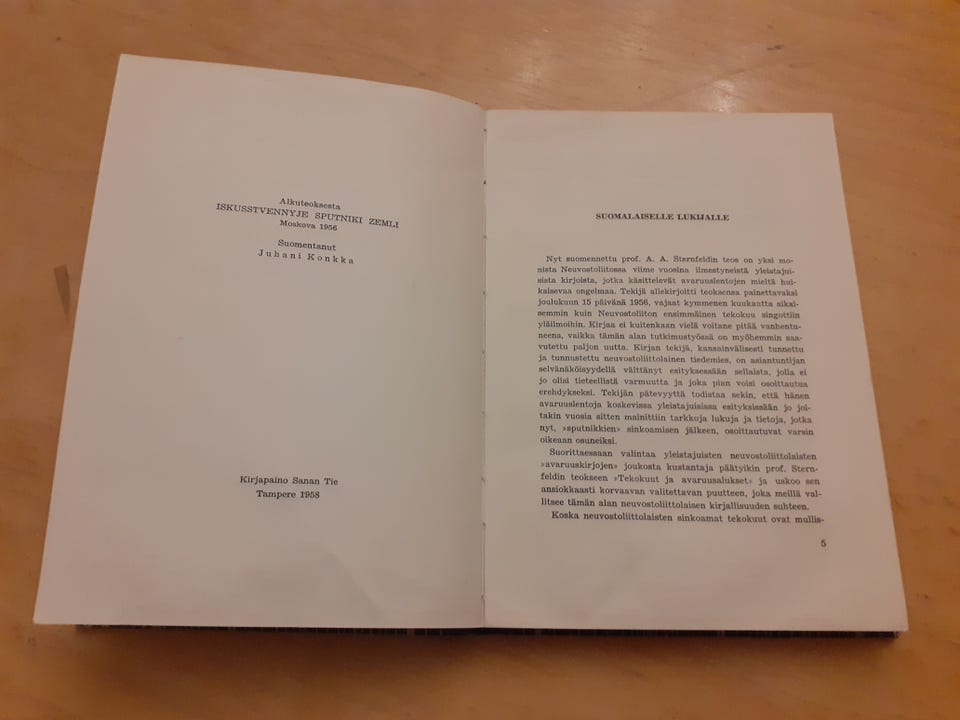 Alkuteoksesta
ISKUSSTVENNYJE SPUTNIKI ZEMLI
Moskova 1956
Suomentanut
Juhani Konkka
Kirjapaino Sanan Tie
Tampere 1958
SUOMALAISELLE LUKIJALLE
Nyt suomennettu prof. A. A. Sternfeidin teos on yksi mo-
nista Neuvostoliitossa viime vuosina ilmestyneistä yleistajui-
sista kirjoista, jotka käsittelevät avaruuslentojen mieltä hui-
kaisevaa ongelmaa. Tekijä allekirjoitti teoksensa painettavaksi
joulukuun 15 päivänä 1956, vajaat kymmenen kuukautta aikai-
semmin kuin Neuvostoliiton ensimmäinen tekokuu singottiin
yläilmoihin. Kirjaa ei kuitenkaan vielä voitane pitää vanhentu-
neena, vaikka tämän alan tutkimustyössä on myöhemmin saa-
vutettu paljon uutta. Kirjan tekijä, kansainvälisesti tunnettu
ja tunnustettu neuvostoliittolainen tiedemies, on asiantuntijan
selvänäköisyydellä välttänyt esityksessään sellaista, jolla ei
jo olisi tieteellistä varmuutta ja joka pian voisi osoittautua
erehdykseksi. Tekijän pätevyyttä todistaa sekin, että hänen
avaruuslentoja koskevissa yleistajuisissa esityksissään jo joi-
takin vuosia sitten mainittiin tarkkoja lukuja ja tietoja, jotka
nyt, »sputnikkien» sinkoamisen jälkeen, osoittautuvat varsin
oikeaan osuneiksi.
Suorittaessaan valintaa yleistajuisten neuvostoliittolaisten
»avaruuskirjojen» joukosta kustantaja päätyikin prof. Stern-
feidin teokseen »Tekokuut ja avaruusalukset» ja uskoo sen
ansiokkaasti korvaavan valitettavan puutteen, joka meillä val-
litsee tämän alan neuvostoliittolaisen kirjallisuuden suhteen.
Koska neuvostoliittolaisten sinkoamat tekokuut ovat mullis-
5